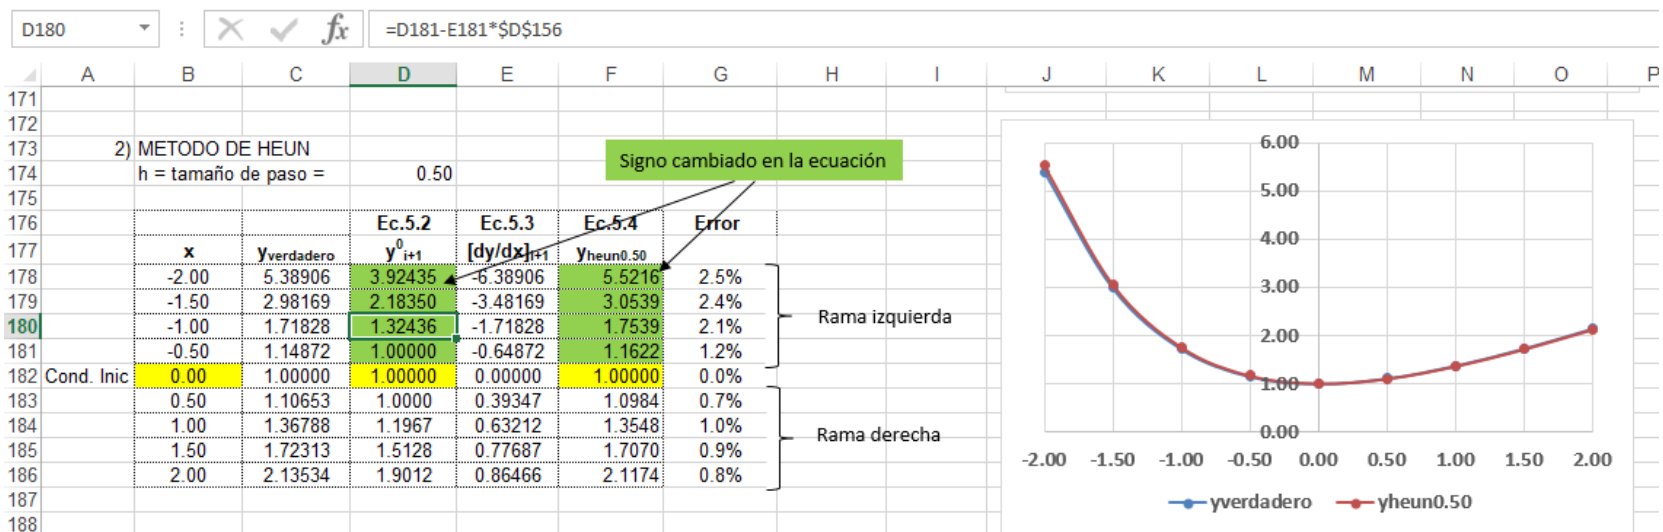 D180 fx =D181-E181*$D$156
A B C D E F G H I J K L M N O P
171
172
173 2) METODO DE HEUN
174 h = tamaño de paso = 0.50
Signo cambiado en la ecuación
175
176 Ec.5.2 Ec.5.3 Ec.5.4 Error
177 x yverdadero y0i+1 [dy/dx]i+1 yheun0.50
178 -2.00 5.38906 3.92435 -6.38906 5.5216 2.5%
179 -1.50 2.98169 2.18350 -3.48169 3.0539 2.4%
180 -1.00 1.71828 1.32436 -1.71828 1.7539 2.1%
Rama izquierda
181 -0.50 1.14872 1.00000 -0.64872 1.1622 1.2%
182 Cond. Inic 0.00 1.00000 1.00000 0.00000 1.00000 0.0%
183 0.50 1.10653 1.0000 0.39347 1.0984 0.7%
184 1.00 1.36788 1.1967 0.63212 1.3548 1.0%
Rama derecha
185 1.50 1.72313 1.5128 0.77687 1.7070 0.9%
186 2.00 2.13534 1.9012 0.86466 2.1174 0.8%
187
188
6.00
5.00
4.00
3.00
2.00
1.00
0.00
-2.00 -1.50 -1.00 -0.50 0.00 0.50 1.00 1.50 2.00
yverdadero yheun0.50